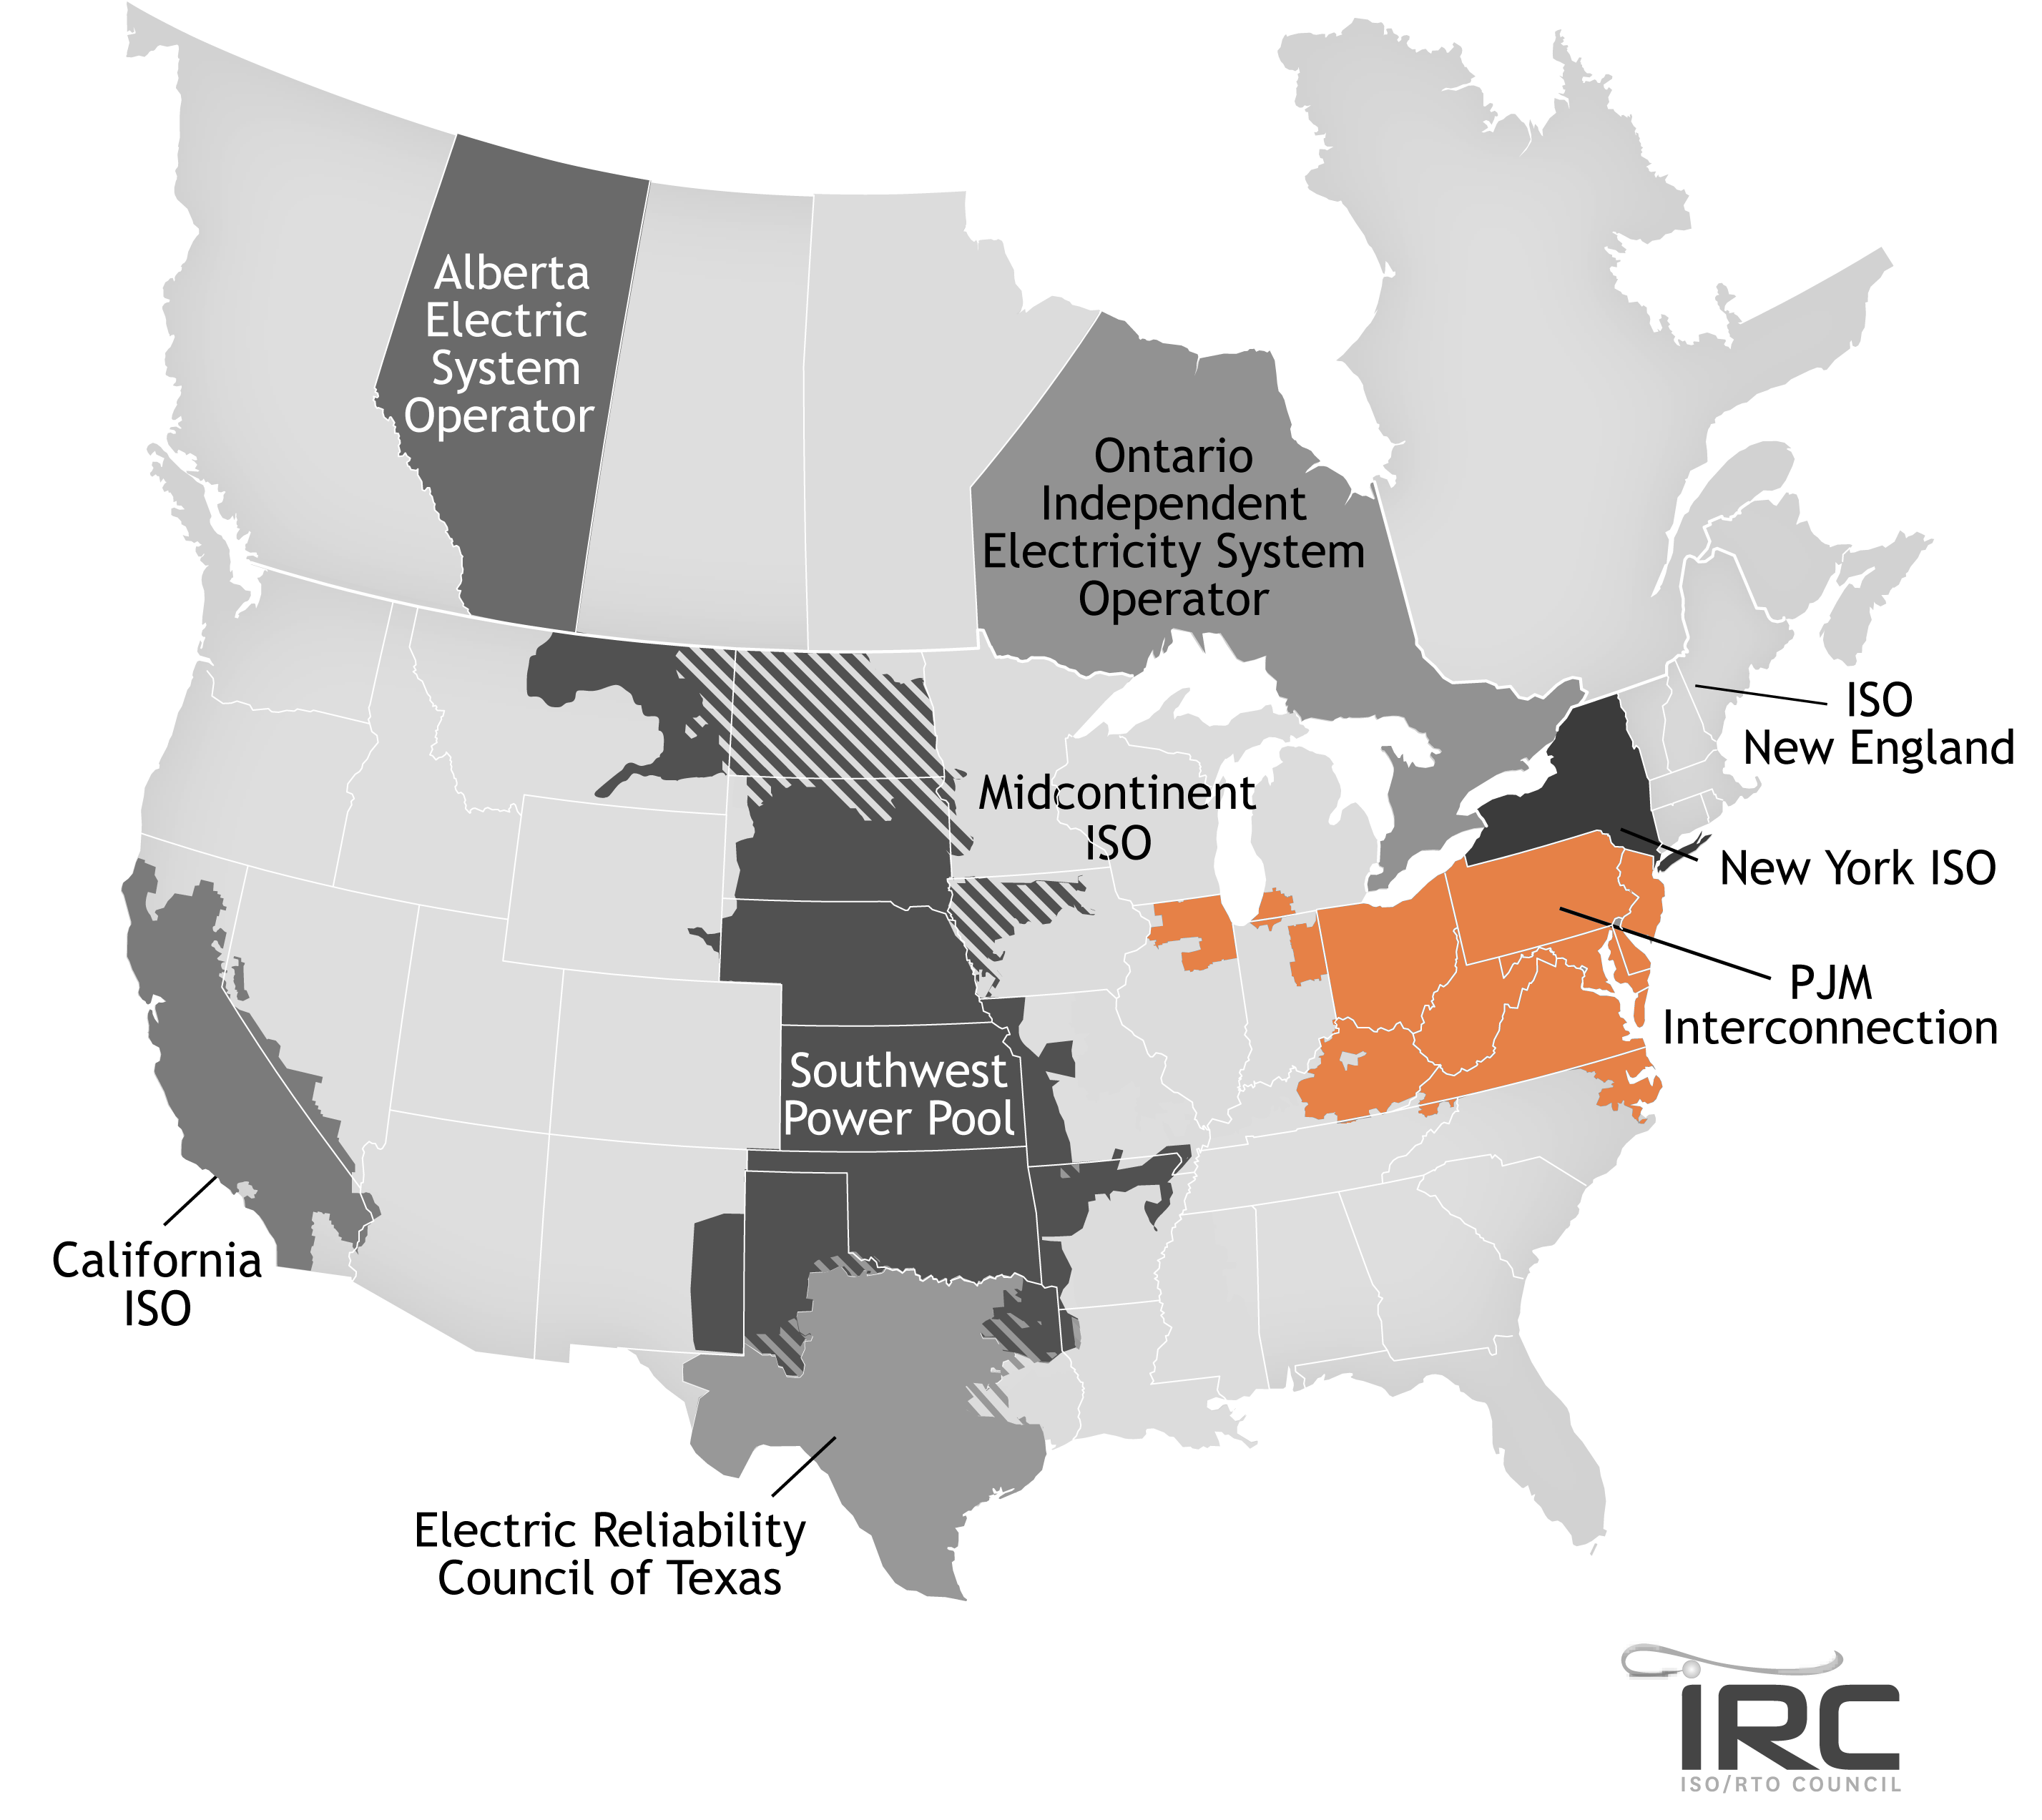 Alberta
Electric
System
Operator
Ontario
Independent
Electricity System
Operator
ISO
New England
Midcontinent
ISO
New York ISO
PJM
Interconnection
Southwest
Power Pool
California
ISO
Electric Reliability
Council of Texas
IRC
ISO/RTO COUNCIL